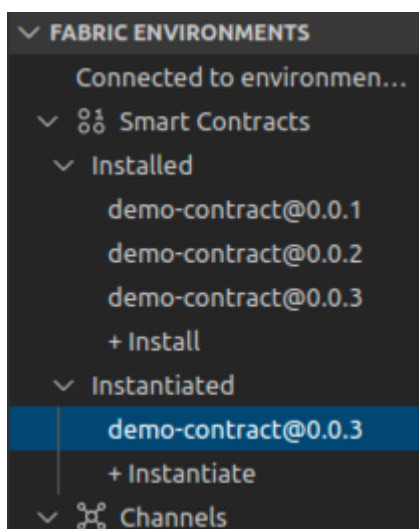 FABRIC ENVIRONMENTS
Connected to environmen...
Smart Contracts
Installed
demo-contract@0.0.1
demo-contract@0.0.2
demo-contract@0.0.3
+ Install
Instantiated
demo-contract@0.0.3
+ Instantiate
Channels